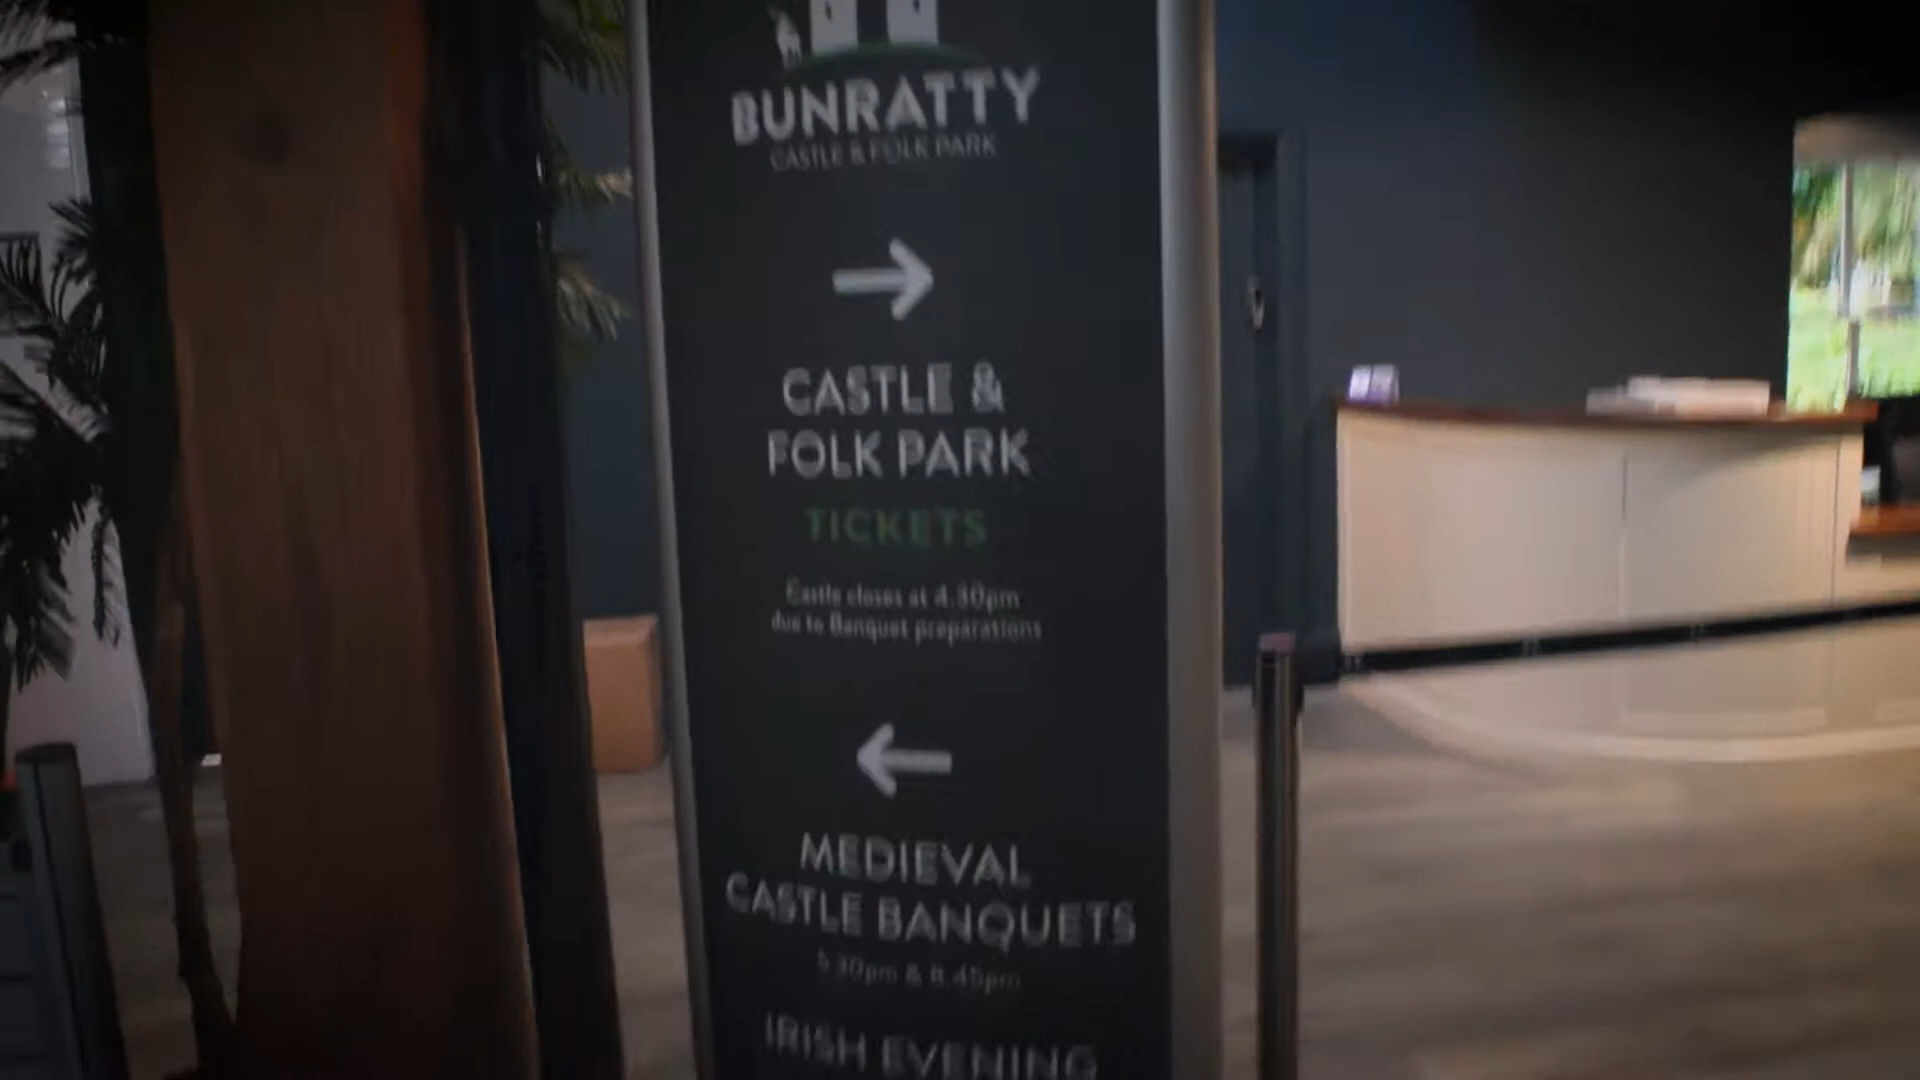 BUNRATTY
CASTLE & FOLK PARK
CASTLE &
FOLK PARK
TICKETS
Castle closes at 4.30pm
due to Banquet preparations
MEDIEVAL
CASTLE BANQUETS
5.30pm & 8.45pm
IRISH EVENING